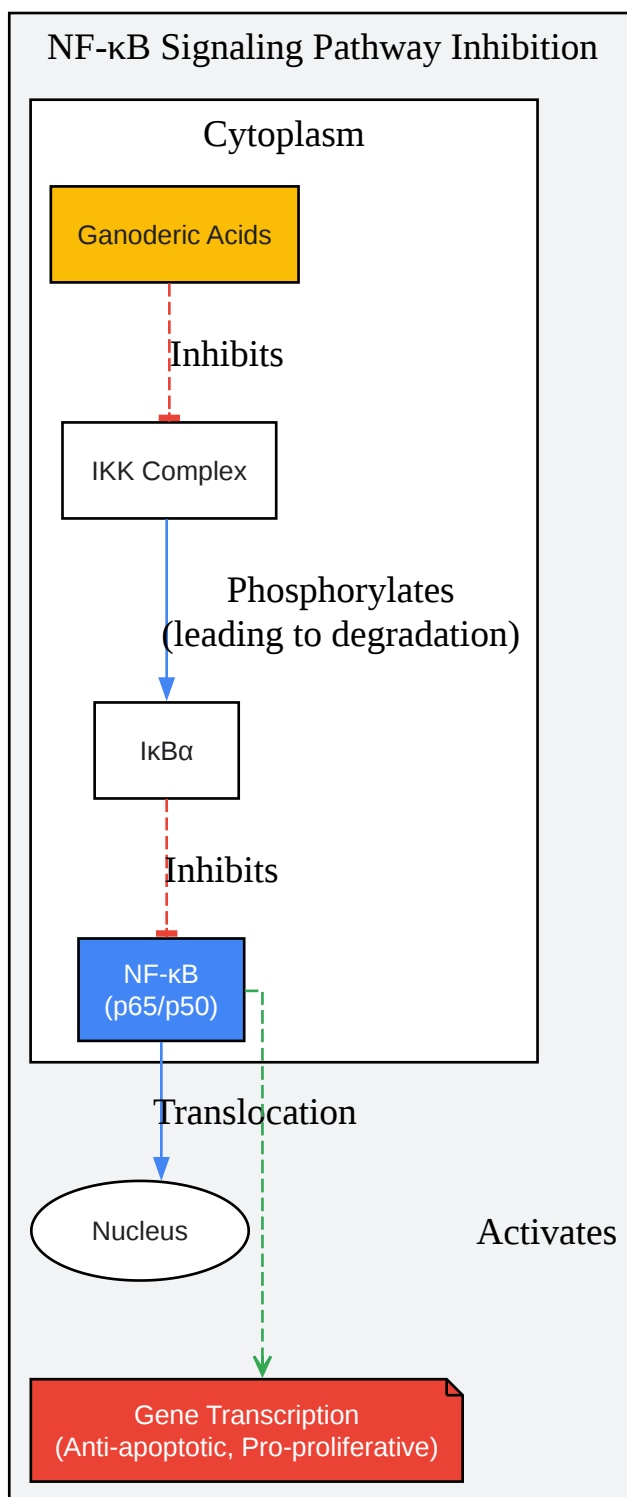 NF-κB Signaling Pathway Inhibition
Cytoplasm
Ganoderic Acids
Inhibits
IKK Complex
Phosphorylates
(leading to degradation)
IκBα
Inhibits
NF-κB
(p65/p50)
Translocation
Nucleus
Activates
Gene Transcription
(Anti-apoptotic, Pro-proliferative)